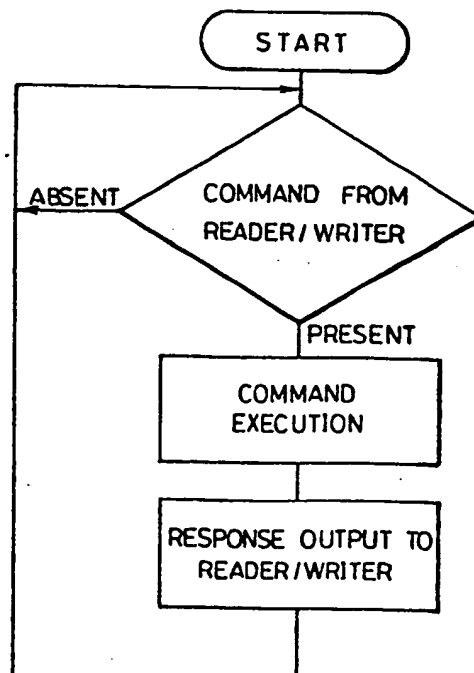 START
ABSENT
COMMAND FROM
READER/WRITER
PRESENT
COMMAND
EXECUTION
RESPONSE OUTPUT TO
READER/WRITER